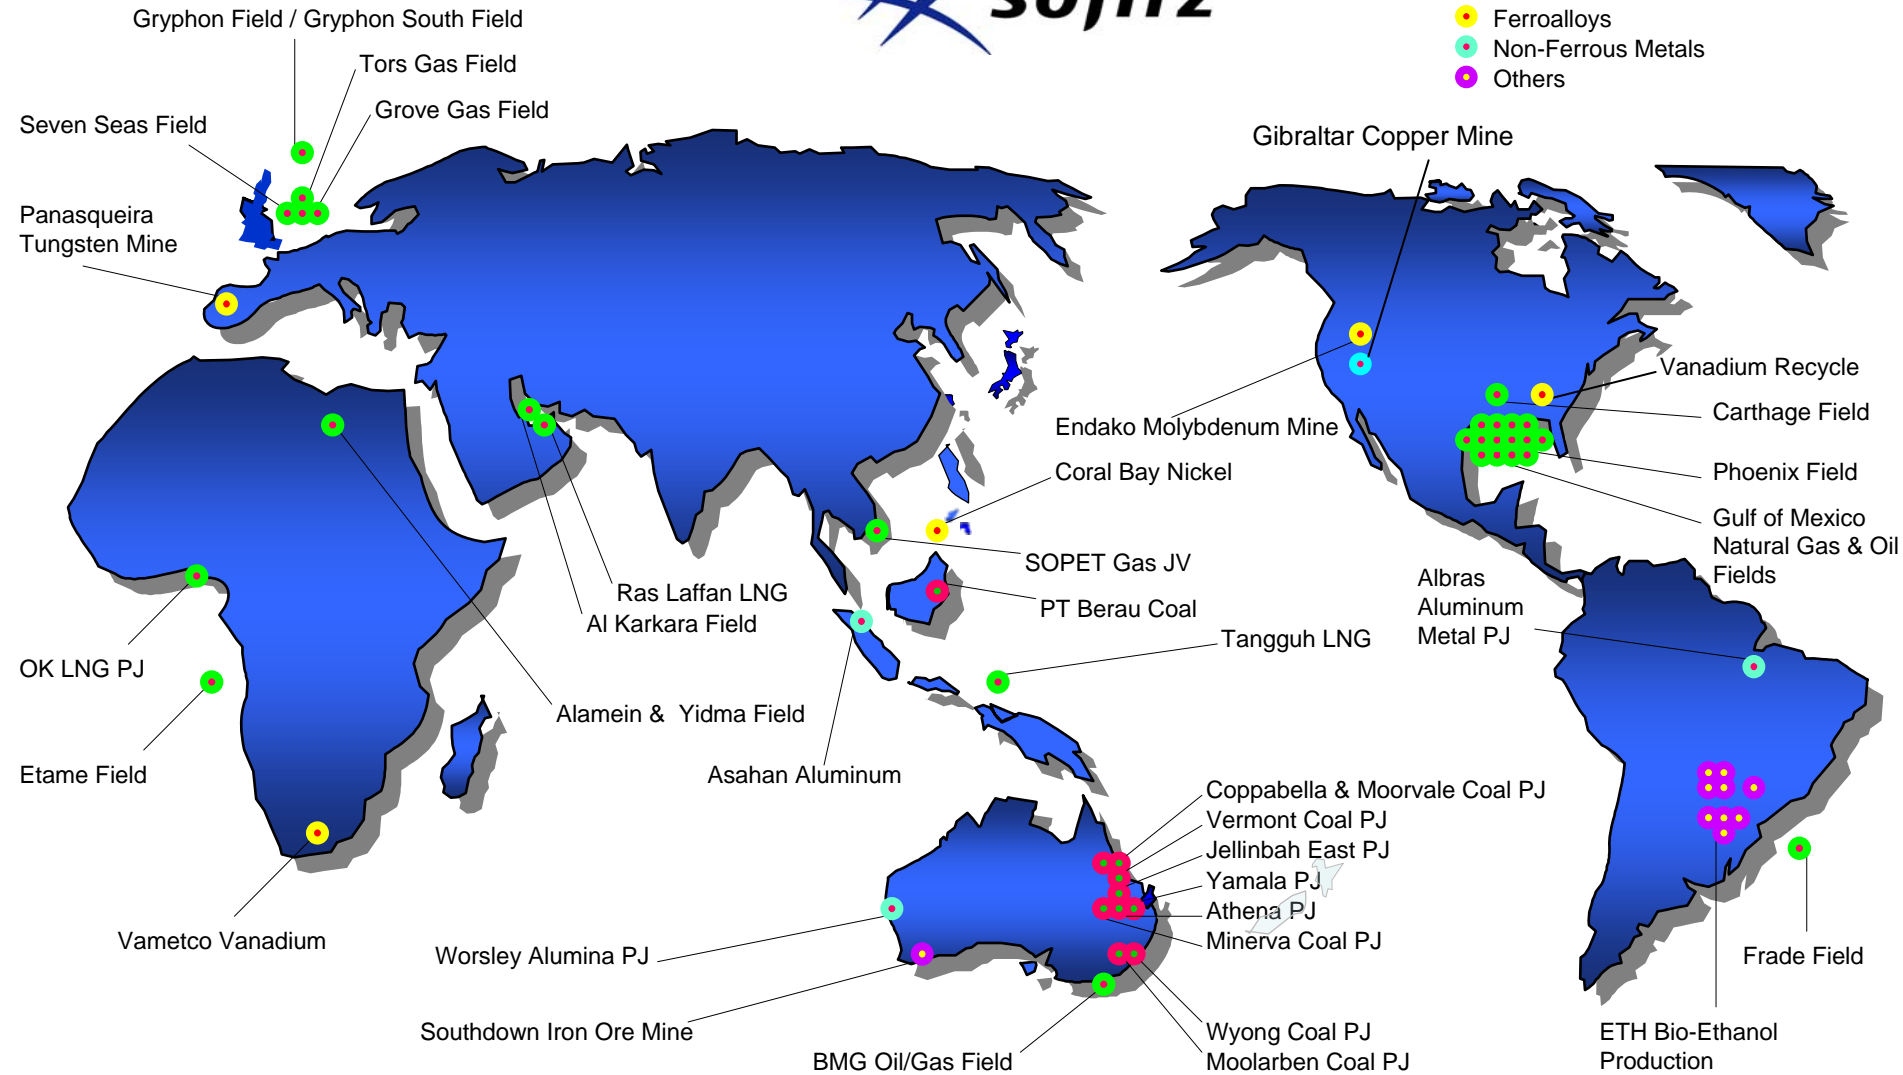 sojitz
Ferroalloys
Non-Ferrous Metals
Others
Gryphon Field / Gryphon South Field
Tors Gas Field
Grove Gas Field
Seven Seas Field
Panasqueira
Tungsten Mine
Gibraltar Copper Mine
Vanadium Recycle
Carthage Field
Endako Molybdenum Mine
Coral Bay Nickel
Phoenix Field
Gulf of Mexico
Natural Gas & Oil
Fields
SOPET Gas JV
Ras Laffan LNG
Al Karkara Field
PT Berau Coal
Albras
Aluminum
Metal PJ
Tangguh LNG
OK LNG PJ
Alamein & Yidma Field
Etame Field
Asahan Aluminum
Coppabella & Moorvale Coal PJ
Vermont Coal PJ
Jellinbah East PJ
Yamala PJ
Athena PJ
Minerva Coal PJ
Vametco Vanadium
Worsley Alumina PJ
Frade Field
Southdown Iron Ore Mine
BMG Oil/Gas Field
Wyong Coal PJ
Moolarben Coal PJ
ETH Bio-Ethanol
Production